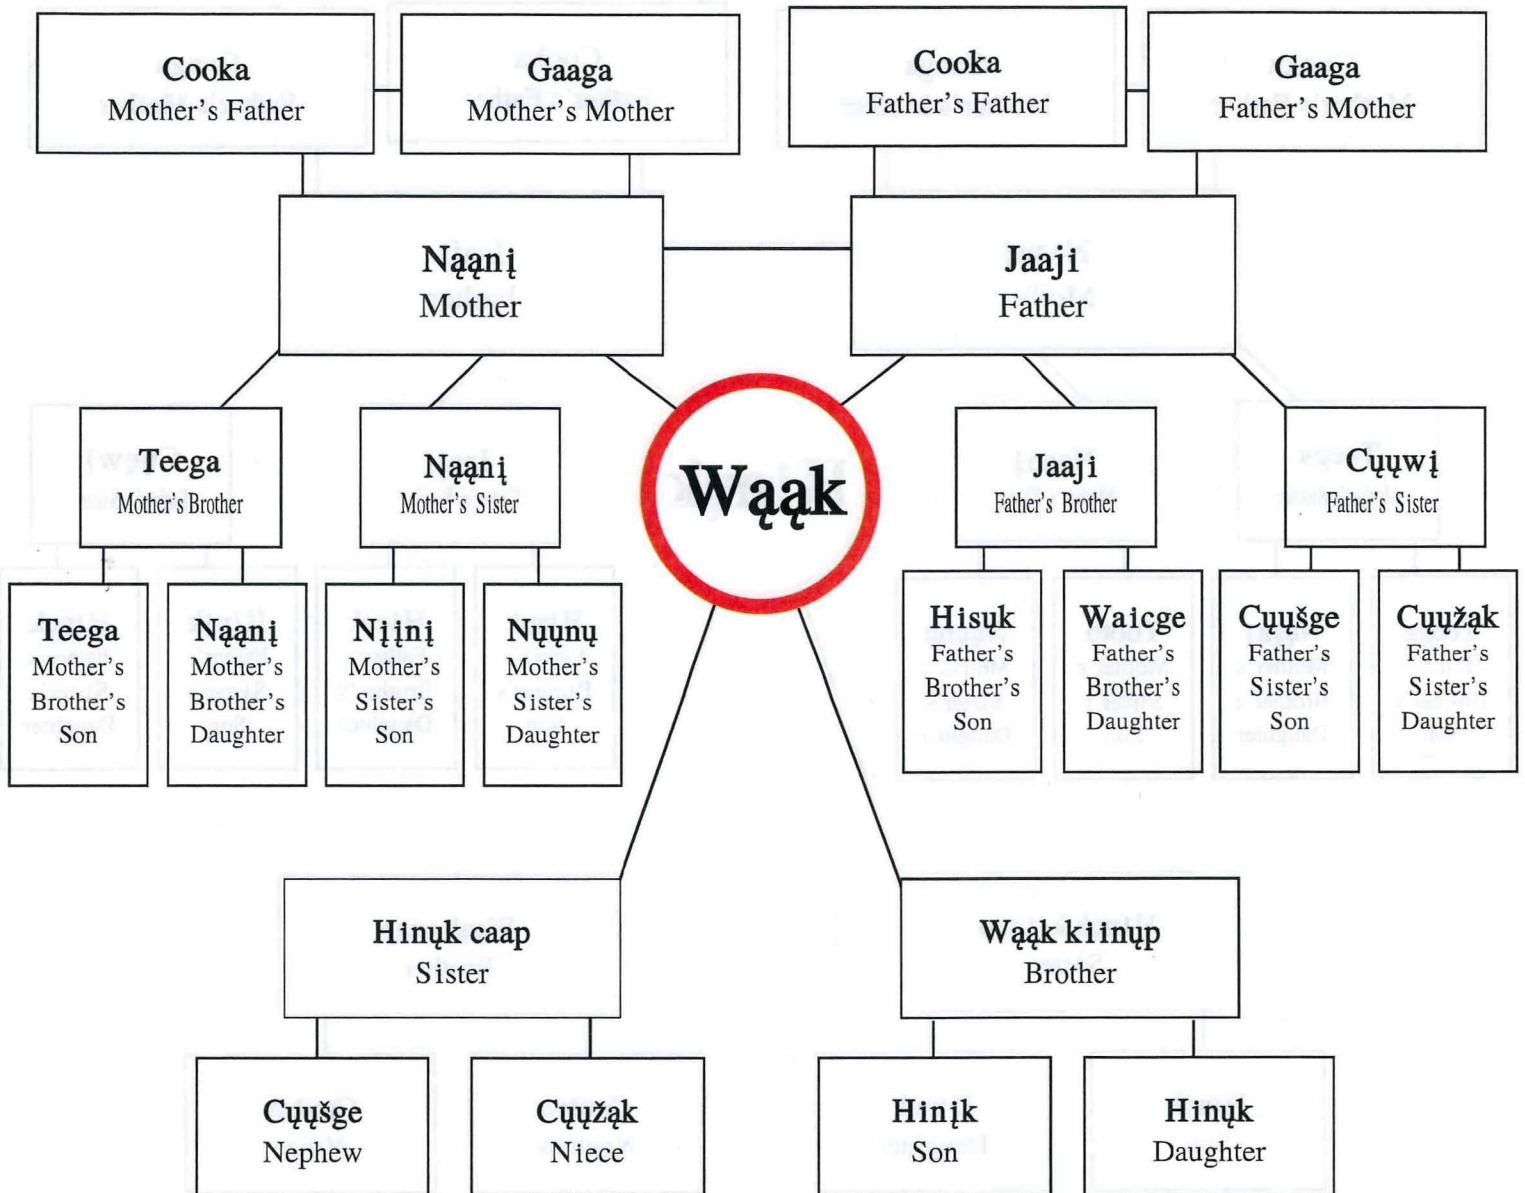 Cooka
Mother's Father
Gaaga
Mother's Mother
Cooka
Father's Father
Gaaga
Father's Mother
Nąąnį
Mother
Jaaji
Father
Teega
Mother's Brother
Nąąnį
Mother's Sister
Wąąk
Jaaji
Father's Brother
Cųųwį
Father's Sister
Teega
Mother's
Brother's
Son
Nąąnį
Mother's
Brother's
Daughter
Nįįnį
Mother's
Sister's
Son
Nųųnų
Mother's
Sister's
Daughter
Hisųk
Father's
Brother's
Son
Waicge
Father's
Brother's
Daughter
Cųųšge
Father's
Sister's
Son
Cųųžąk
Father's
Sister's
Daughter
Hinųk caap
Sister
Wąąk kiinųp
Brother
Cųųšge
Nephew
Cųųžąk
Niece
Hinįk
Son
Hinųk
Daughter